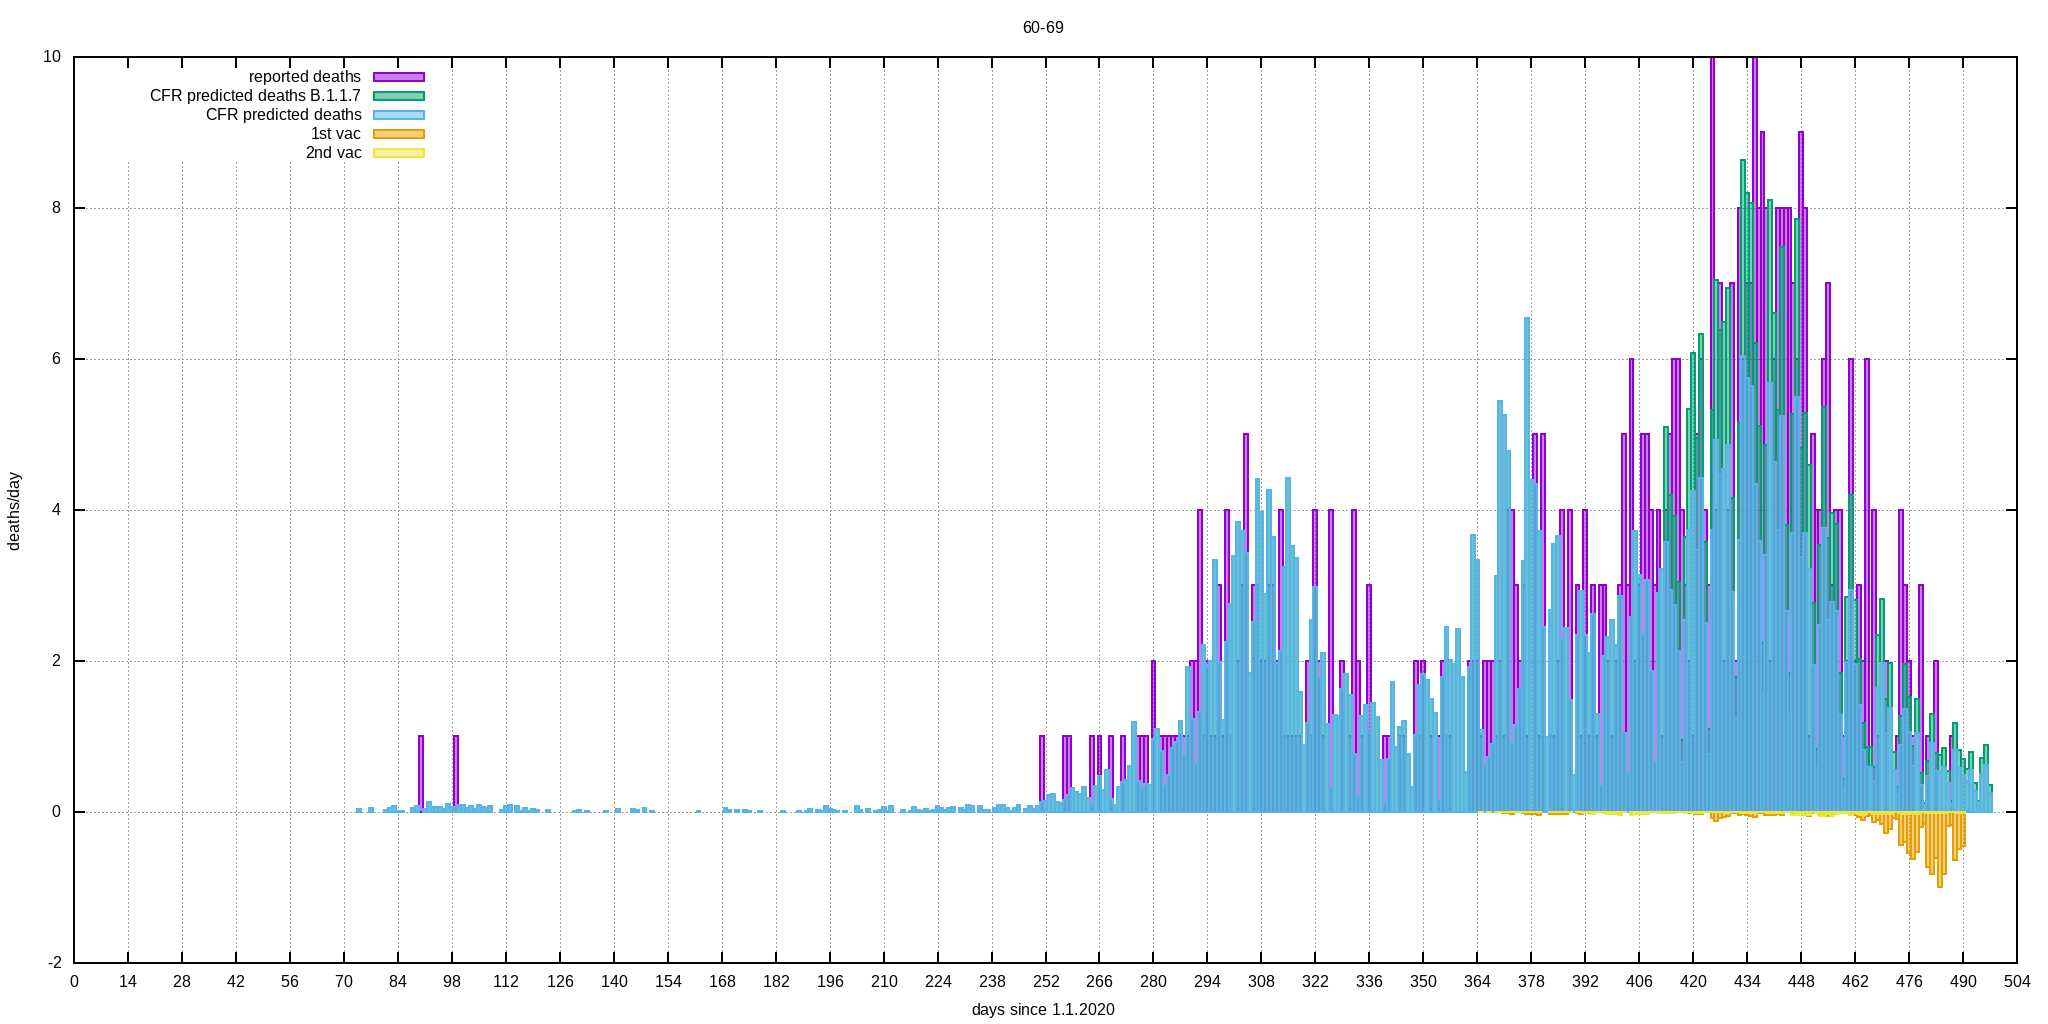 60-69
10
8
6
4
2
0
-2
deaths/day
reported deaths
CFR predicted deaths B.1.1.7
CFR predicted deaths
1st vac
2nd vac
0 14 28 42 56 70 84 98 112 126 140 154 168 182 196 210 224 238 252 266 280 294 308 322 336 350 364 378 392 406 420 434 448 462 476 490 504
days since 1.1.2020